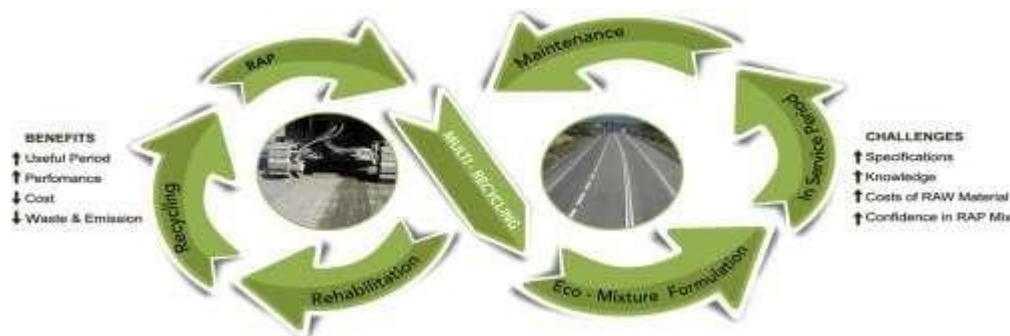 RAP
Maintenance
BENEFITS
↑ Useful Period
↑ Perfomance
↓ Cost
↓ Waste & Emission
Recycling
MULTI - RECYCLING
In Service Period
CHALLENGES
↑ Specifications
↑ Knowledge
↑ Costs of RAW Material
↑ Confidence in RAP Mix
Rehabilitation
Eco - Mixture Formulation